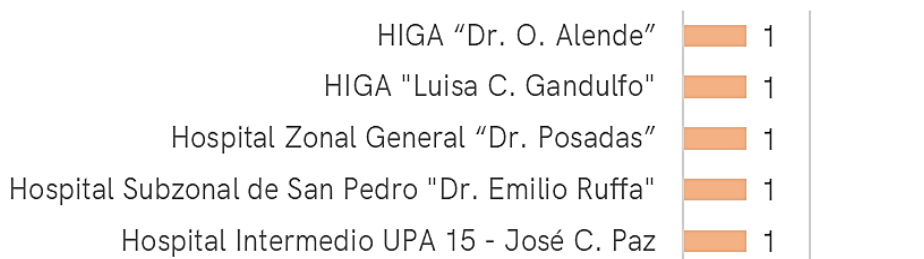 HIGA “Dr. O. Alende” 1
HIGA "Luisa C. Gandulfo" 1
Hospital Zonal General “Dr. Posadas” 1
Hospital Subzonal de San Pedro "Dr. Emilio Ruffa" 1
Hospital Intermedio UPA 15 - José C. Paz 1